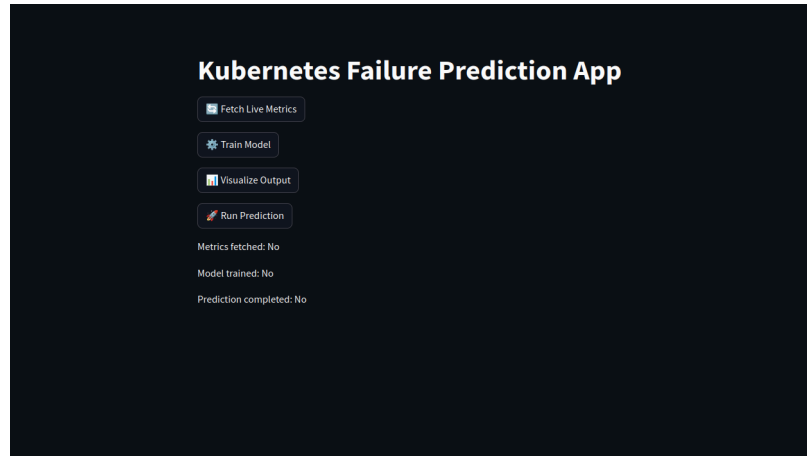 Kubernetes Failure Prediction App
Fetch Live Metrics
Train Model
Visualize Output
Run Prediction
Metrics fetched: No
Model trained: No
Prediction completed: No